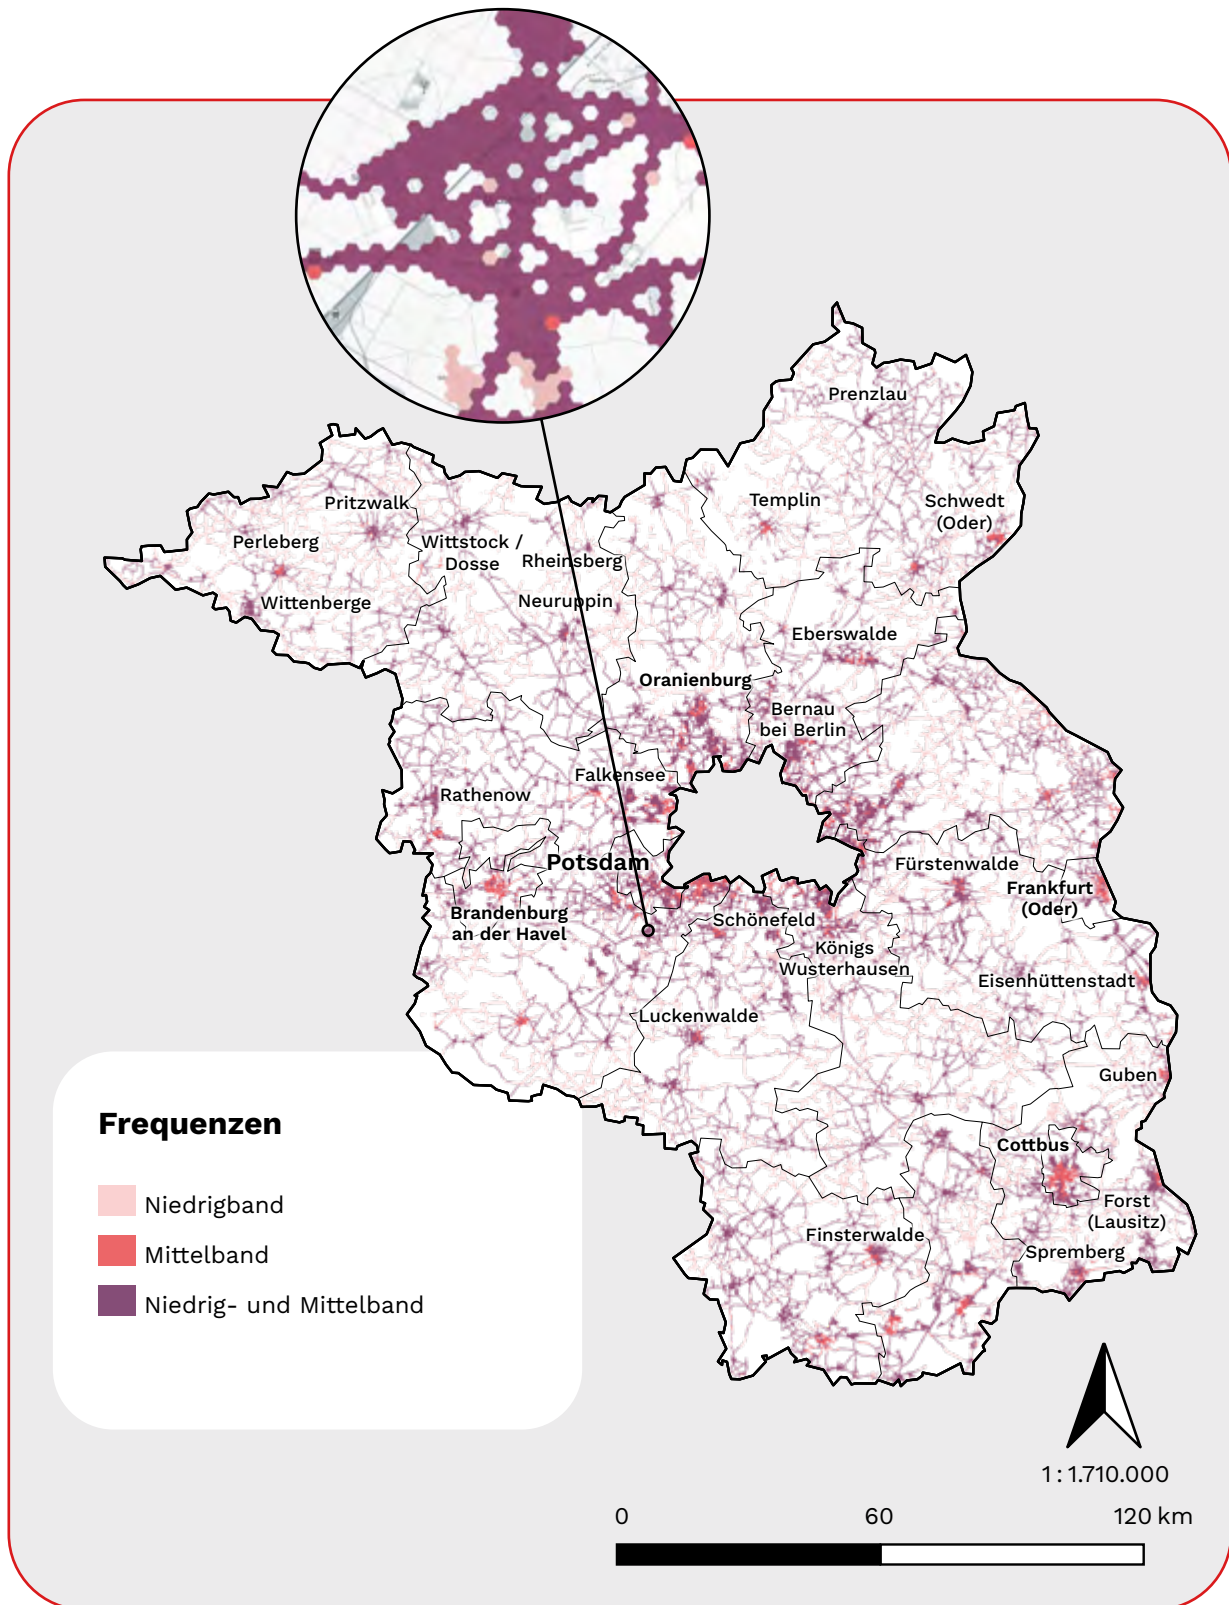 Prenzlau
Templin
Schwedt
(Oder)
Pritzwalk
Perleberg
Wittstock /
Dosse
Rheinsberg
Wittenberge
Neuruppin
Eberswalde
Oranienburg
Bernau
bei Berlin
Falkensee
Rathenow
Potsdam
Fürstenwalde
Frankfurt
(Oder)
Brandenburg
an der Havel
Schönefeld
Königs
Wusterhausen
Eisenhüttenstadt
Luckenwalde
Guben
Cottbus
Forst
(Lausitz)
Finsterwalde
Spremberg
Frequenzen
Niedrigband
Mittelband
Niedrig- und Mittelband
1 : 1.710.000
0 60 120 km